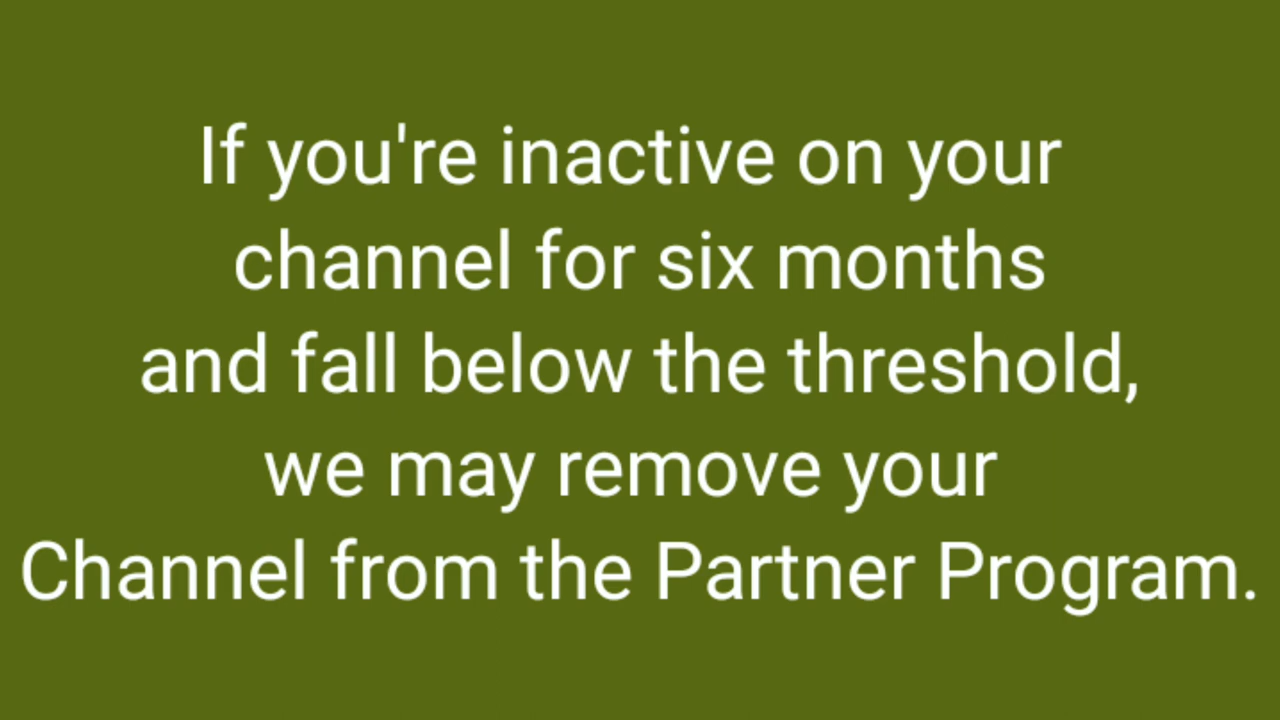 If you're inactive on your
channel for six months
and fall below the threshold,
we may remove your
Channel from the Partner Program.